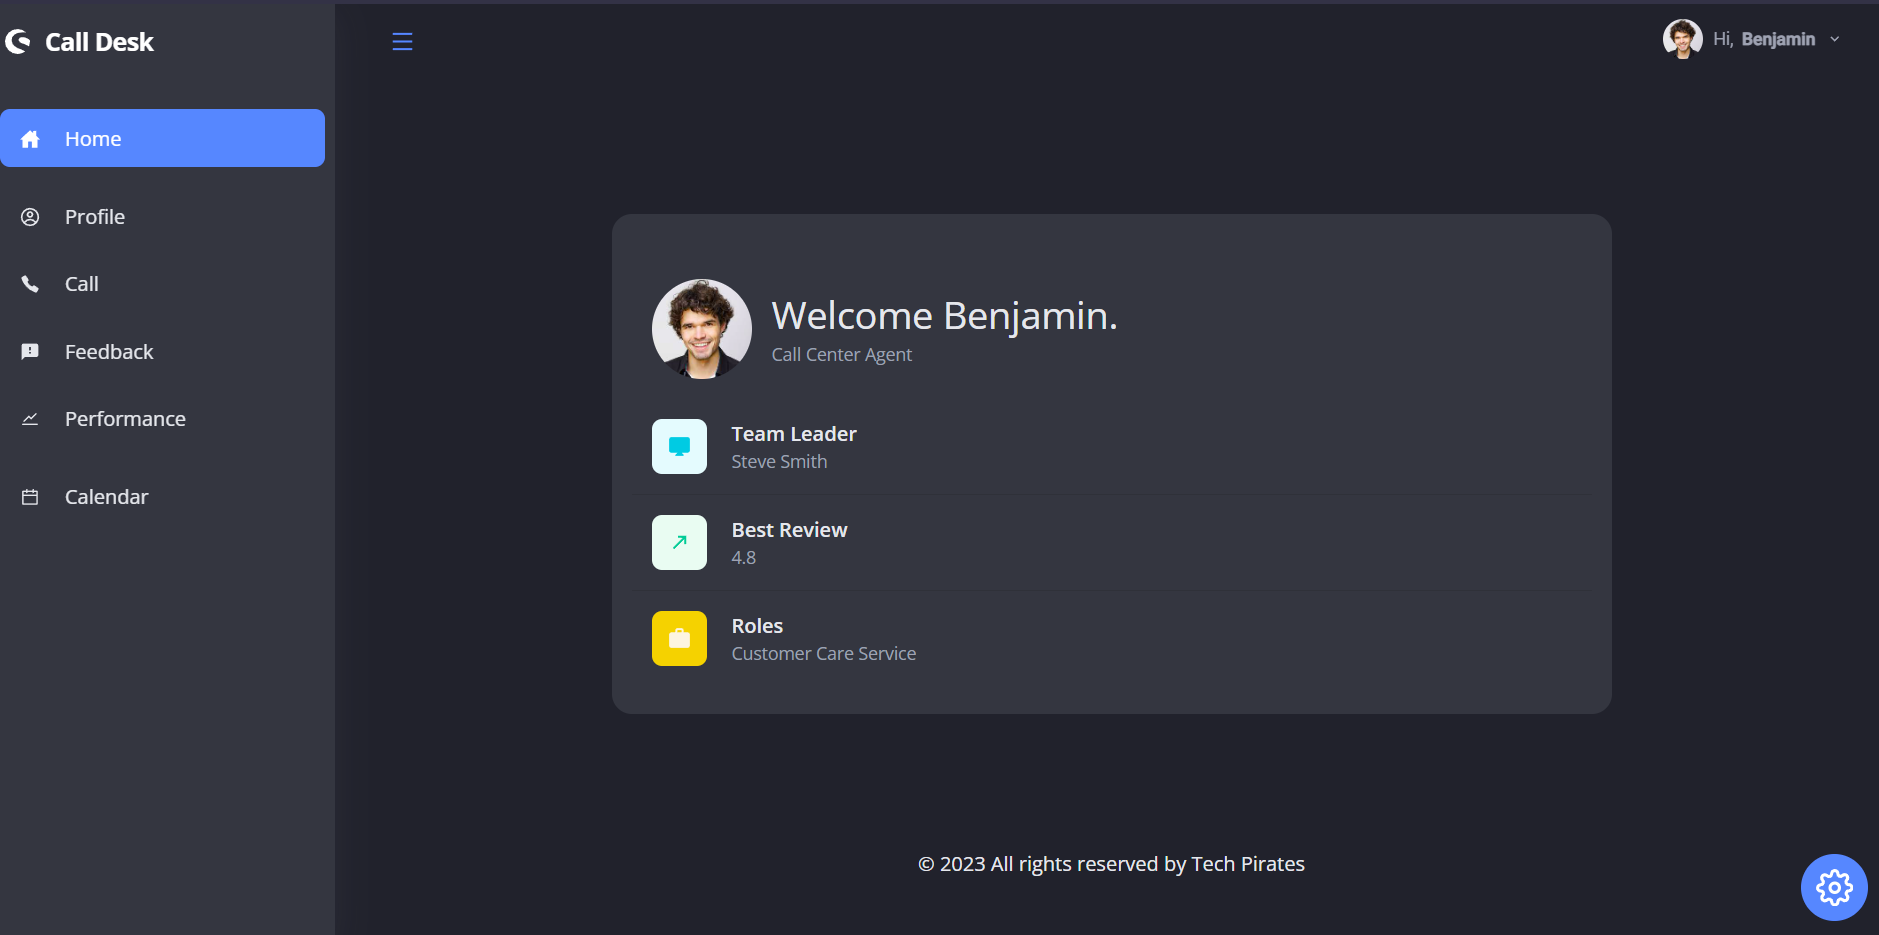 Call Desk
Hi, Benjamin
Home
Profile
Call
Feedback
Performance
Calendar
Welcome Benjamin.
Call Center Agent
Team Leader
Steve Smith
Best Review
4.8
Roles
Customer Care Service
© 2023 All rights reserved by Tech Pirates